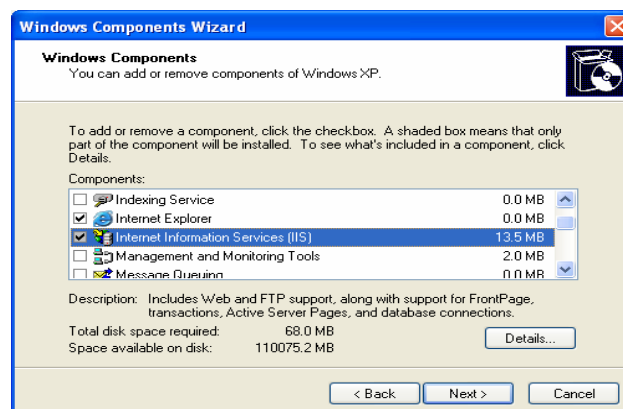 Windows Components Wizard
Windows Components
You can add or remove components of Windows XP.
To add or remove a component, click the checkbox. A shaded box means that only
part of the component will be installed. To see what's included in a component, click
Details.
Components:
Indexing Service 0.0 MB
Internet Explorer 0.0 MB
Internet Information Services (IIS) 13.5 MB
Management and Monitoring Tools 2.0 MB
Message Queuing 0.0 MB
Description: Includes Web and FTP support, along with support for FrontPage,
transactions, Active Server Pages, and database connections.
Total disk space required: 68.0 MB
Space available on disk: 110075.2 MB
Details...
< Back Next > Cancel